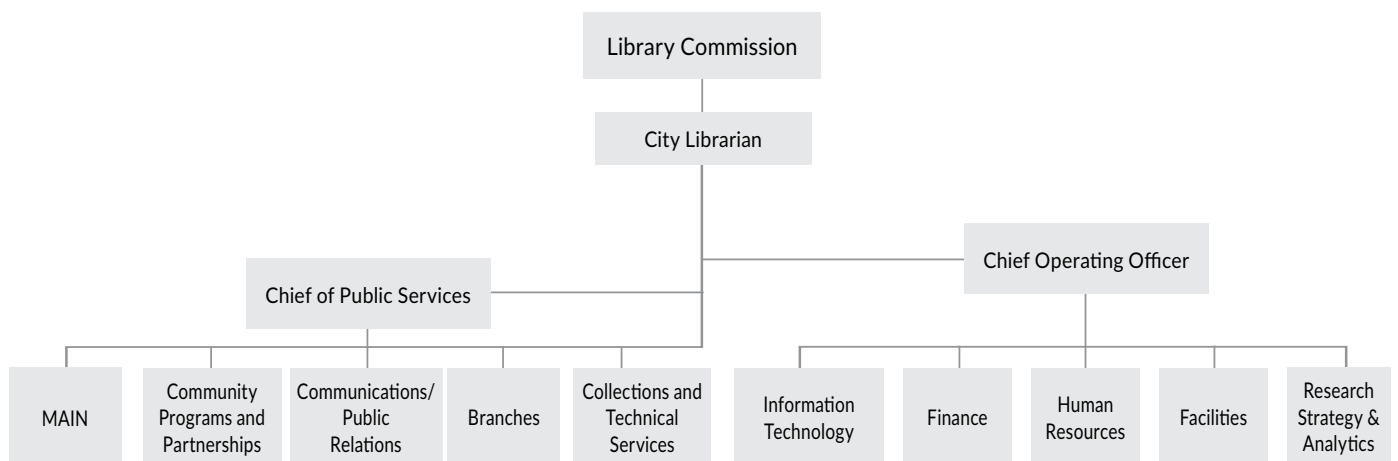 Library Commission
City Librarian
Chief Operating Officer
Chief of Public Services
MAIN
Community
Programs and
Partnerships
Communications/
Public
Relations
Branches
Collections and
Technical
Services
Information
Technology
Finance
Human
Resources
Facilities
Research
Strategy &
Analytics